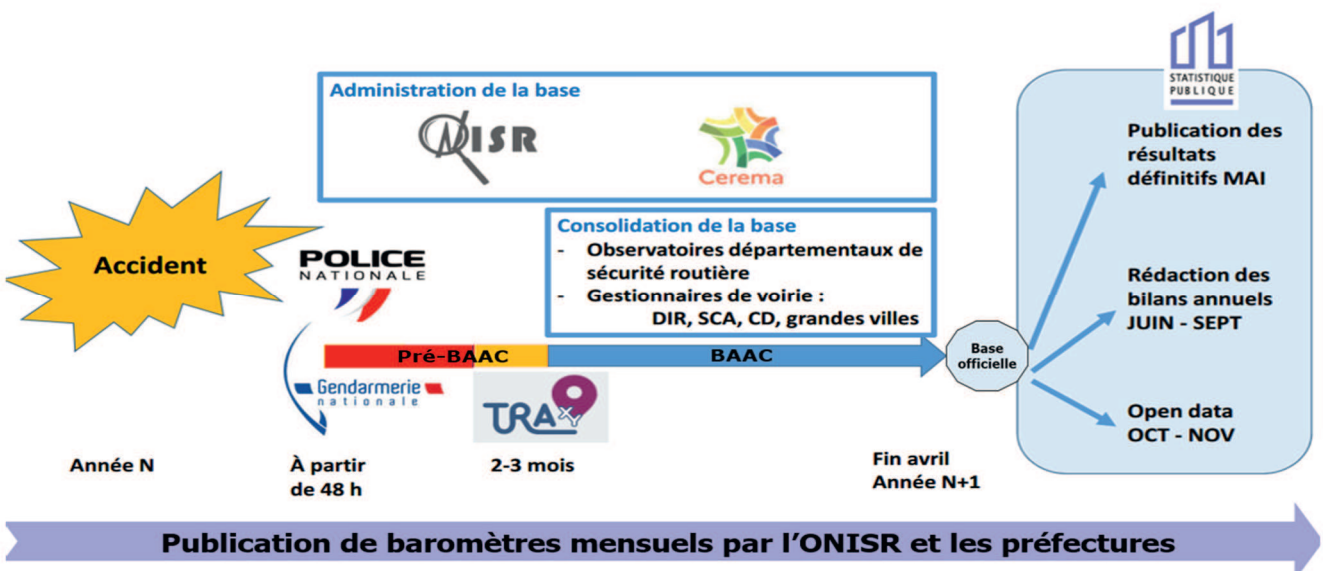 STATISTIQUE
PUBLIQUE
Administration de la base
ONISR
Cerema
Publication des
résultats
définitifs MAI
Consolidation de la base
- Observatoires départementaux de
sécurité routière
- Gestionnaires de voirie :
DIR, SCA, CD, grandes villes
Accident
POLICE
NATIONALE
Rédaction des
bilans annuels
JUIN - SEPT
Pré-BAAC
BAAC
Base
officielle
Gendarmerie
nationale
TRAxy
Open data
OCT - NOV
Année N
À partir
de 48 h
2-3 mois
Fin avril
Année N+1
Publication de baromètres mensuels par l’ONISR et les préfectures